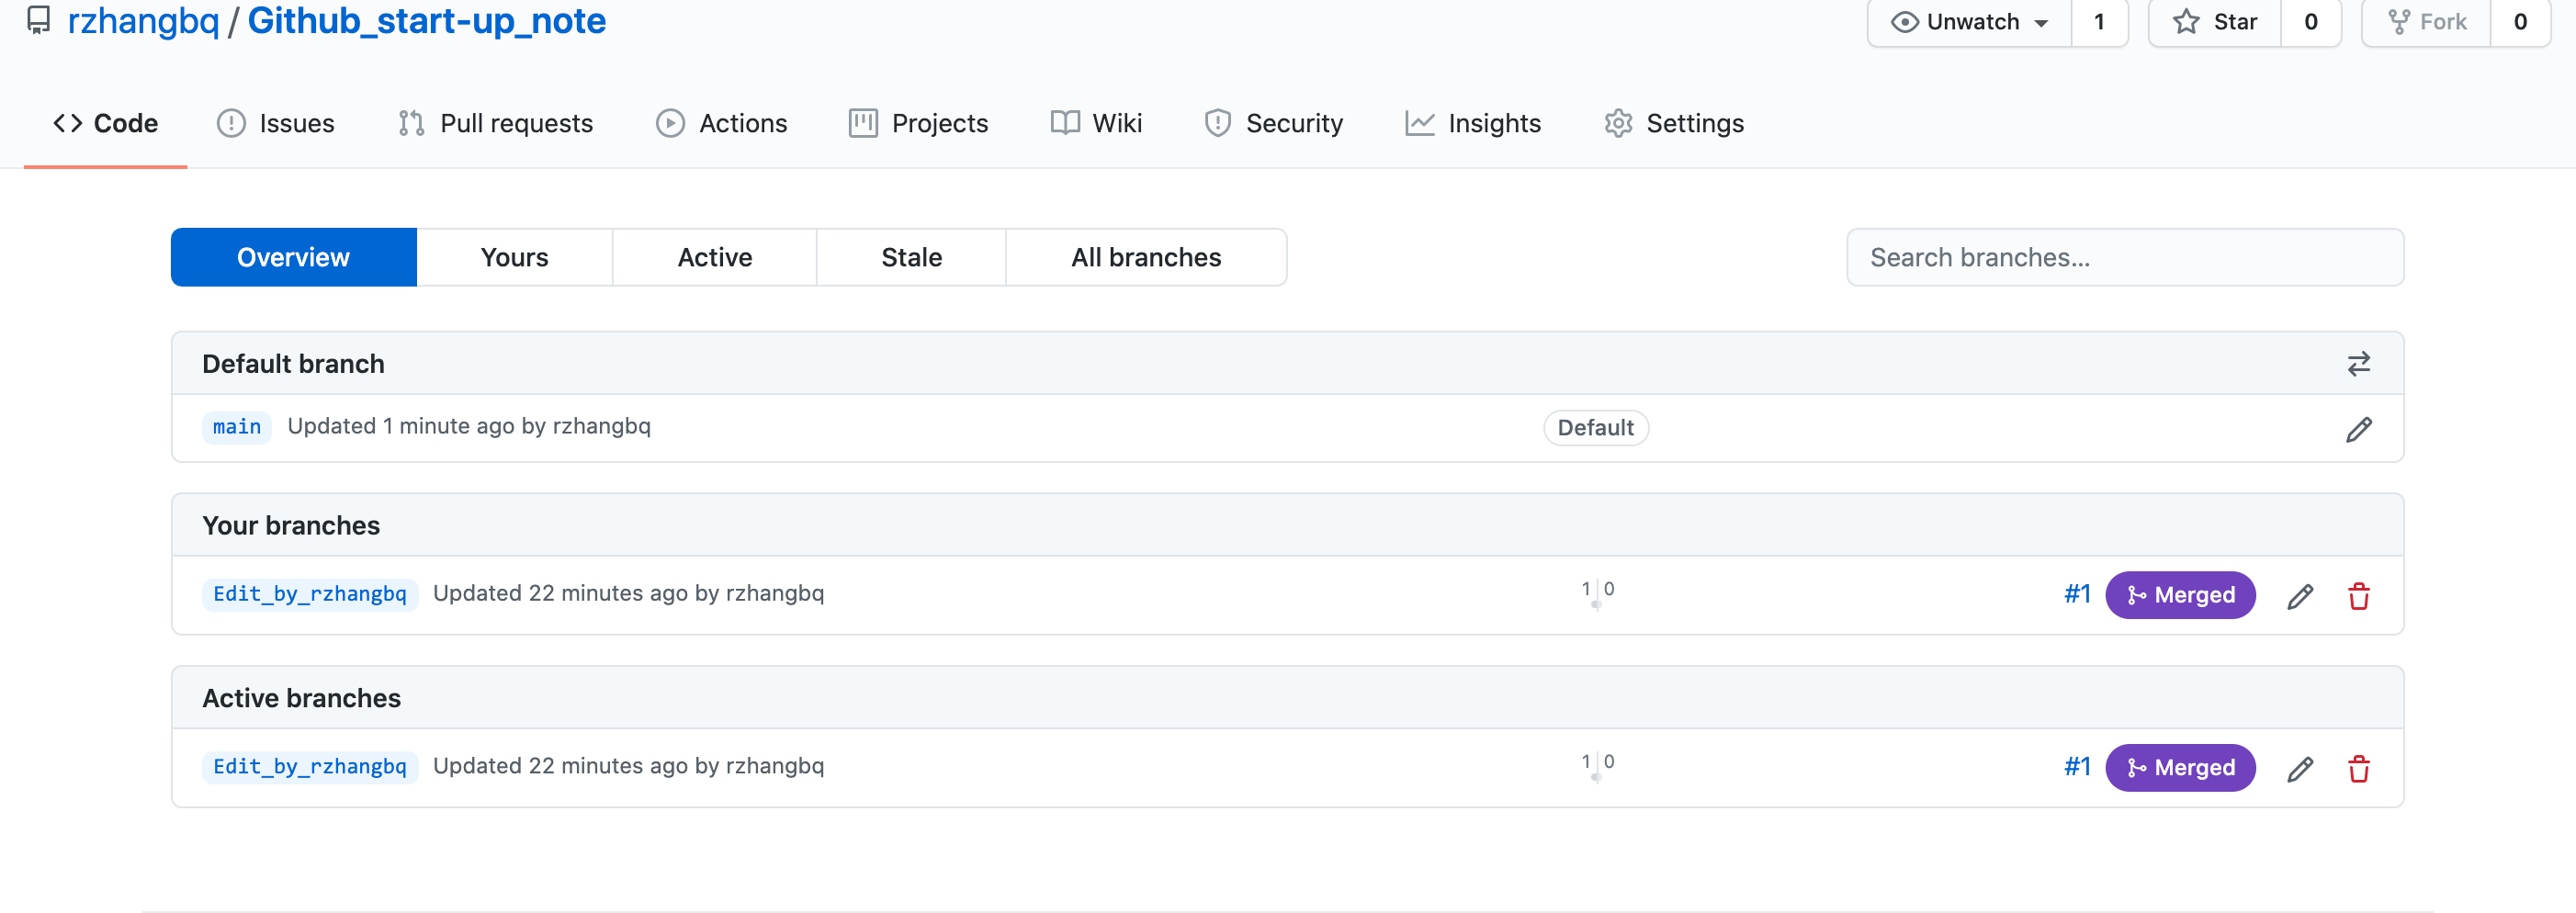 rzhangbq / Github_start-up_note
Unwatch 1 Star 0 Fork 0
Code Issues Pull requests Actions Projects Wiki Security Insights Settings
Overview Yours Active Stale All branches Search branches...
Default branch
main Updated 1 minute ago by rzhangbq Default
Your branches
Edit_by_rzhangbq Updated 22 minutes ago by rzhangbq 1 0 #1 Merged
Active branches
Edit_by_rzhangbq Updated 22 minutes ago by rzhangbq 1 0 #1 Merged